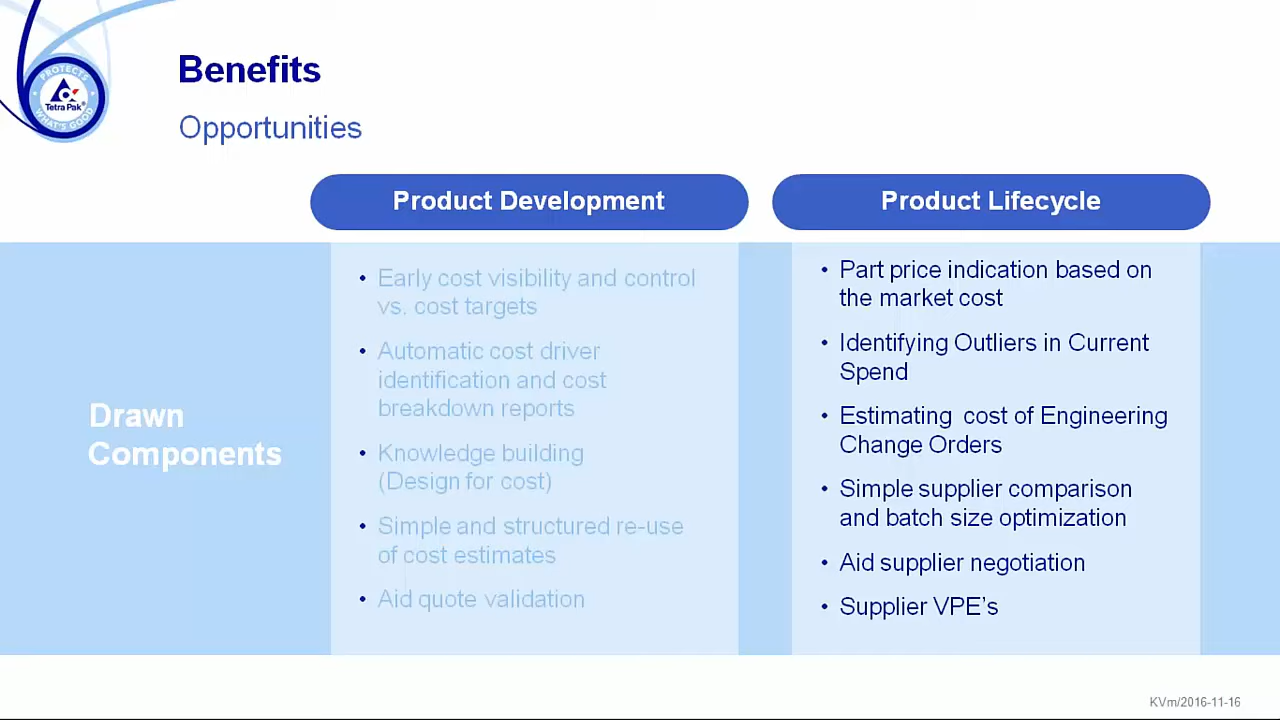 PROTECTS
Tetra Pak®
WHAT'S GOOD
Benefits
Opportunities
Product Development
Product Lifecycle
Drawn
Components
• Early cost visibility and control
vs. cost targets
• Automatic cost driver
identification and cost
breakdown reports
• Knowledge building
(Design for cost)
• Simple and structured re-use
of cost estimates
• Aid quote validation
• Part price indication based on
the market cost
• Identifying Outliers in Current
Spend
• Estimating  cost of Engineering
Change Orders
• Simple supplier comparison
and batch size optimization
• Aid supplier negotiation
• Supplier VPE’s
KVm/2016-11-16